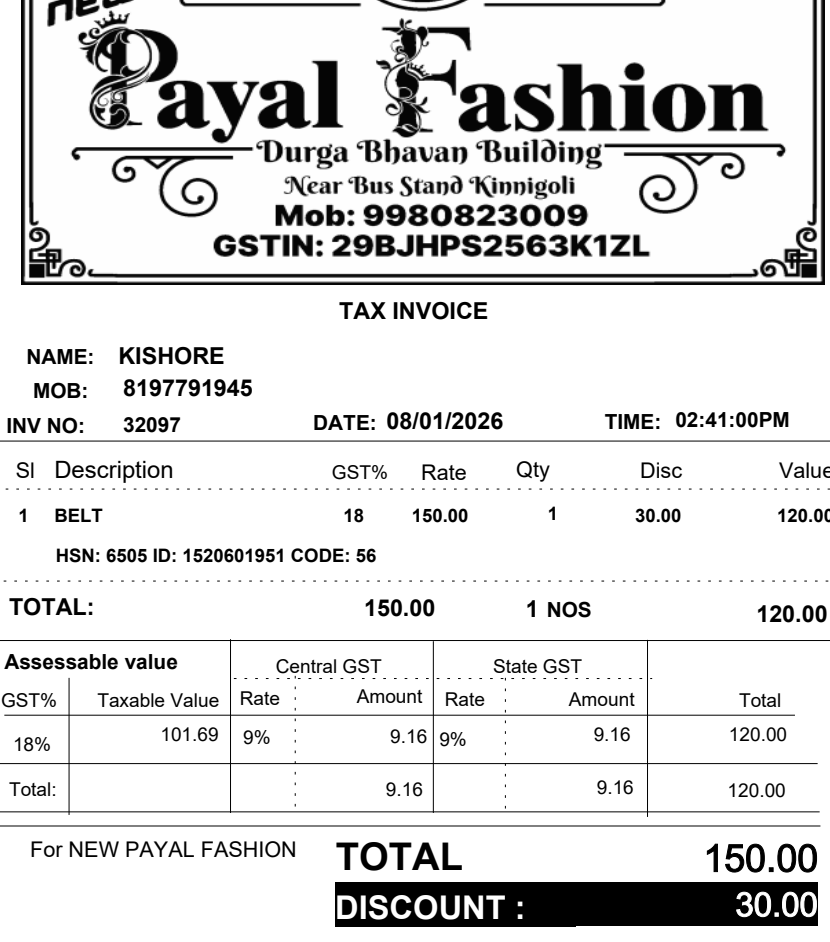 new
Payal Fashion
Durga Bhavan Building
Near Bus Stand Kinnigoli
Mob: 9980823009
GSTIN: 29BJHPS2563K1ZL
TAX INVOICE
NAME: KISHORE
MOB: 8197791945
INV NO: 32097 DATE: 08/01/2026 TIME: 02:41:00PM
Sl Description GST% Rate Qty Disc Value
1 BELT 18 150.00 1 30.00 120.00
HSN: 6505 ID: 1520601951 CODE: 56
TOTAL: 150.00 1 NOS 120.00
Assessable value Central GST State GST
GST% Taxable Value Rate Amount Rate Amount Total
18% 101.69 9% 9.16 9% 9.16 120.00
Total: 9.16 9.16 120.00
For NEW PAYAL FASHION TOTAL 150.00
DISCOUNT : 30.00